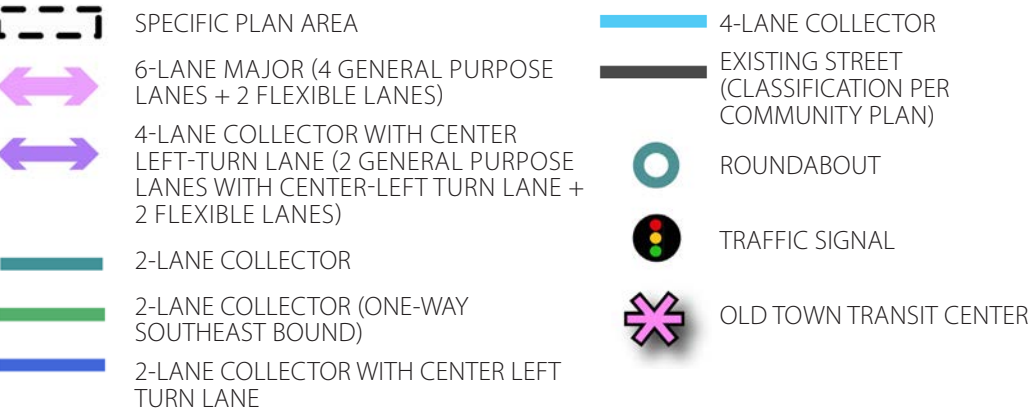 SPECIFIC PLAN AREA
6-LANE MAJOR (4 GENERAL PURPOSE
LANES + 2 FLEXIBLE LANES)
4-LANE COLLECTOR WITH CENTER
LEFT-TURN LANE (2 GENERAL PURPOSE
LANES WITH CENTER-LEFT TURN LANE +
2 FLEXIBLE LANES)
2-LANE COLLECTOR
2-LANE COLLECTOR (ONE-WAY
SOUTHEAST BOUND)
2-LANE COLLECTOR WITH CENTER LEFT
TURN LANE
4-LANE COLLECTOR
EXISTING STREET
(CLASSIFICATION PER
COMMUNITY PLAN)
ROUNDABOUT
TRAFFIC SIGNAL
OLD TOWN TRANSIT CENTER